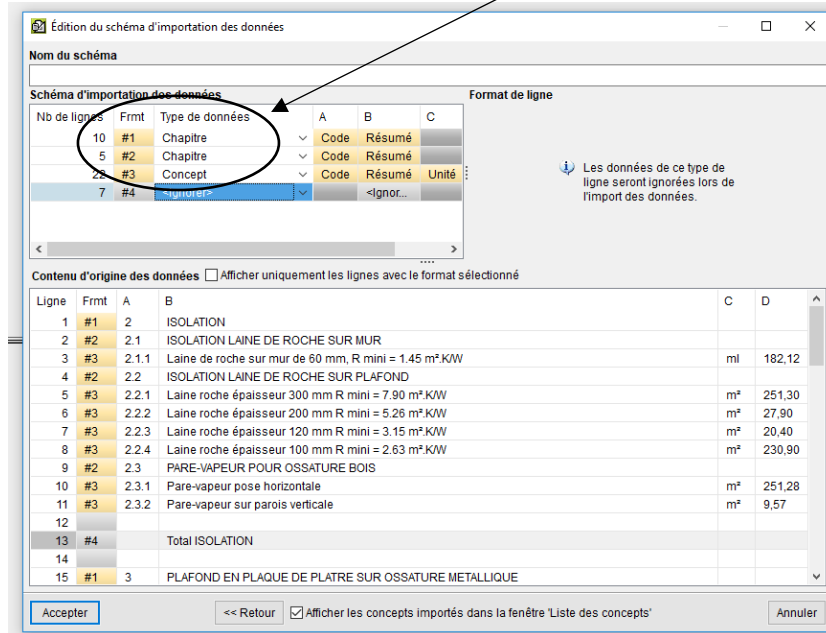 Édition du schéma d'importation des données
Nom du schéma
Schéma d'importation des données
Format de ligne
Nb de lignes Frmt Type de données A B C
10 #1 Chapitre Code Résumé
5 #2 Chapitre Code Résumé
22 #3 Concept Code Résumé Unité
7 #4 <Ignorer> <Ignor...
Les données de ce type de
ligne seront ignorées lors de
l'import des données.
Contenu d'origine des données Afficher uniquement les lignes avec le format sélectionné
Ligne Frmt A B C D
1 #1 2 ISOLATION
2 #2 2.1 ISOLATION LAINE DE ROCHE SUR MUR
3 #3 2.1.1 Laine de roche sur mur de 60 mm, R mini = 1.45 m².K/W ml 182,12
4 #2 2.2 ISOLATION LAINE DE ROCHE SUR PLAFOND
5 #3 2.2.1 Laine roche épaisseur 300 mm R mini = 7.90 m².K/W m² 251,30
6 #3 2.2.2 Laine roche épaisseur 200 mm R mini = 5.26 m².K/W m² 27,90
7 #3 2.2.3 Laine roche épaisseur 120 mm R mini = 3.15 m².K/W m² 20,40
8 #3 2.2.4 Laine roche épaisseur 100 mm R mini = 2.63 m².K/W m² 230,90
9 #2 2.3 PARE-VAPEUR POUR OSSATURE BOIS
10 #3 2.3.1 Pare-vapeur pose horizontale m² 251,28
11 #3 2.3.2 Pare-vapeur sur parois verticale m² 9,57
12
13 #4 Total ISOLATION
14
15 #1 3 PLAFOND EN PLAQUE DE PLATRE SUR OSSATURE METALLIQUE
Accepter << Retour Afficher les concepts importés dans la fenêtre 'Liste des concepts' Annuler